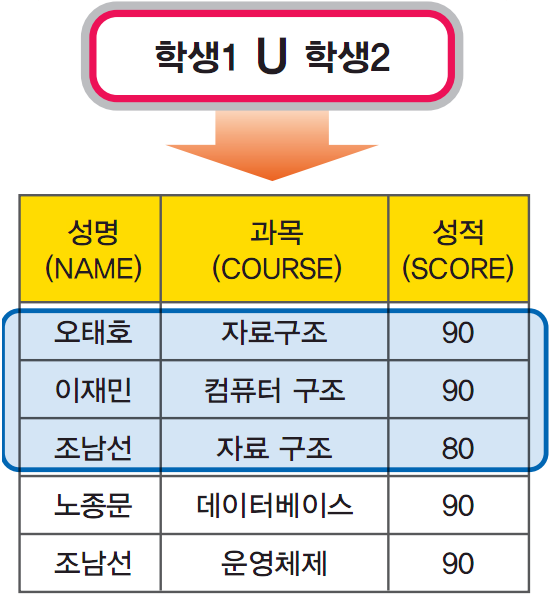 학생1 U 학생2
성명 과목 성적
(NAME) (COURSE) (SCORE)
오태호 자료구조 90
이재민 컴퓨터 구조 90
조남선 자료 구조 80
노종문 데이터베이스 90
조남선 운영체제 90